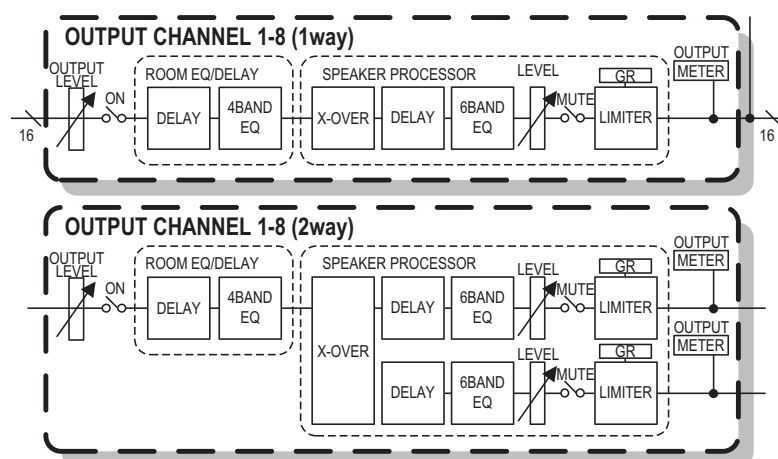 OUTPUT CHANNEL 1-8 (1way)
OUTPUT
LEVEL
ON
ROOM EQ/DELAY
DELAY
4BAND
EQ
SPEAKER PROCESSOR
X-OVER
DELAY
6BAND
EQ
LEVEL
MUTE
GR
LIMITER
OUTPUT
METER
16
16
OUTPUT CHANNEL 1-8 (2way)
OUTPUT
LEVEL
ON
ROOM EQ/DELAY
DELAY
4BAND
EQ
SPEAKER PROCESSOR
X-OVER
DELAY
6BAND
EQ
LEVEL
MUTE
GR
LIMITER
OUTPUT
METER
DELAY
6BAND
EQ
LEVEL
MUTE
GR
LIMITER
OUTPUT
METER